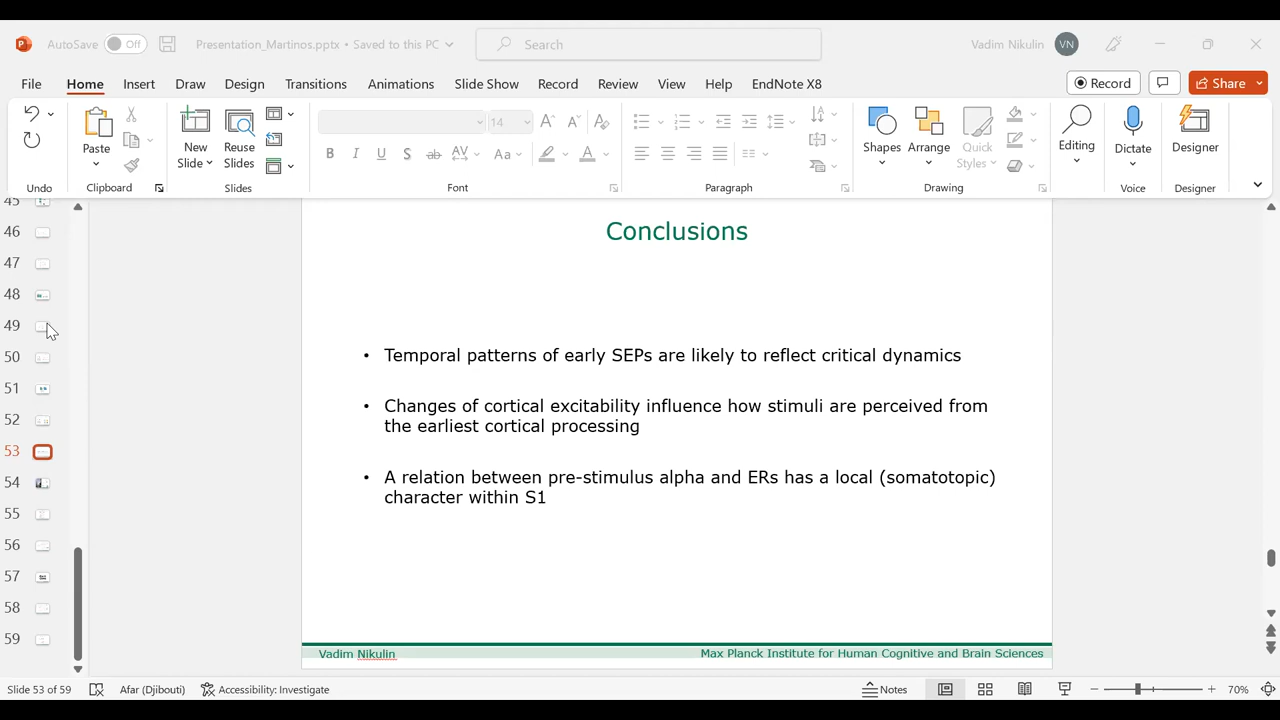 AutoSave Off Presentation_Martinos.pptx • Saved to this PC Search Vadim Nikulin VN
File Home Insert Draw Design Transitions Animations Slide Show Record Review View Help EndNote X8 Record Share
14
Paste New Slide Reuse Slides Shapes Arrange Quick Styles Editing Dictate Designer
B I U S ab AV Aa A
Undo Clipboard Slides Font Paragraph Drawing Voice Designer
45
46
47
48
49
50
51
52
53
54
55
56
57
58
59
Conclusions
• Temporal patterns of early SEPs are likely to reflect critical dynamics
• Changes of cortical excitability influence how stimuli are perceived from
the earliest cortical processing
• A relation between pre-stimulus alpha and ERs has a local (somatotopic)
character within S1
Vadim Nikulin Max Planck Institute for Human Cognitive and Brain Sciences
Slide 53 of 59 Afar (Djibouti) Accessibility: Investigate Notes 70%